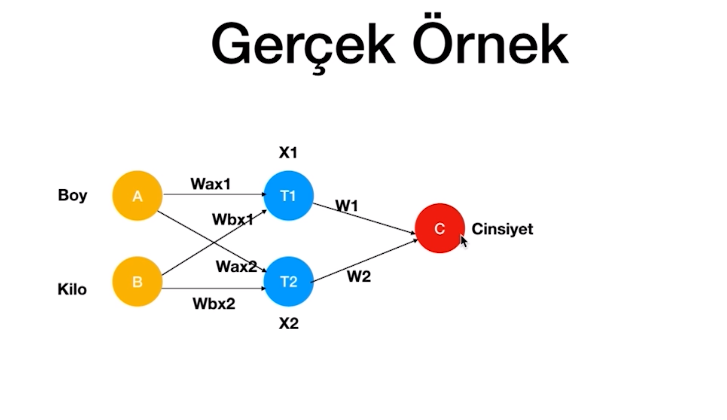 Gerçek Örnek
X1
Boy
A
Wax1
T1
W1
Wbx1
C
Cinsiyet
Wax2
Kilo
B
T2
W2
Wbx2
X2